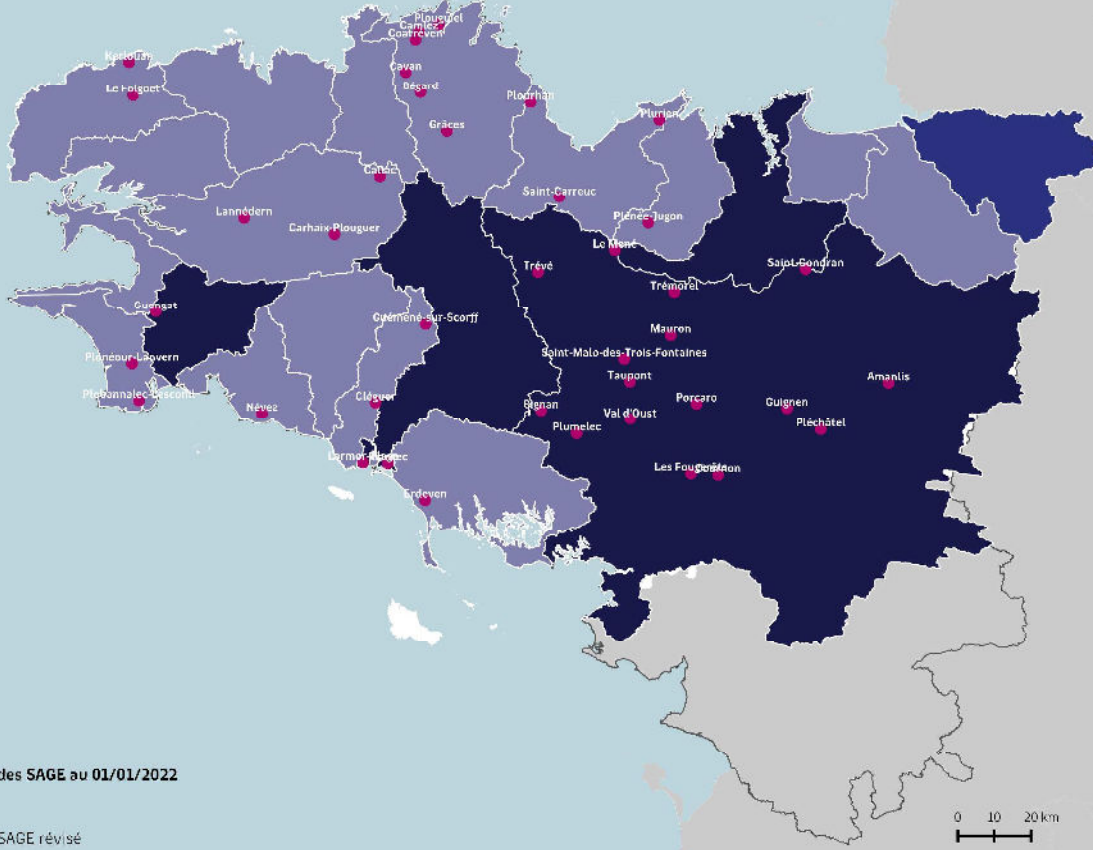 Plouguiel
Camlez
Coatréven
Kerlouan
Cavan
Le Folgoët
Bégard
Plourhan
Plurien
Grâces
Callac
Saint-Carreuc
Lannédern
Plénée-Jugon
Carhaix-Plouguer
Le Mené
Saint-Gondran
Trévé
Trémorel
Guengat
Guémené-sur-Scorff
Mauron
Saint-Malo-des-Trois-Fontaines
Plonéour-Lanvern
Taupont
Amanlis
Plobannalec-Lesconil
Cléguer
Porcaro
Guignen
Névez
Bignan
Val d'Oust
Pléchâtel
Plumelec
Les Fougerêts
Erdeven
des SAGE au 01/01/2022
0 10 20 km
SAGE révisé